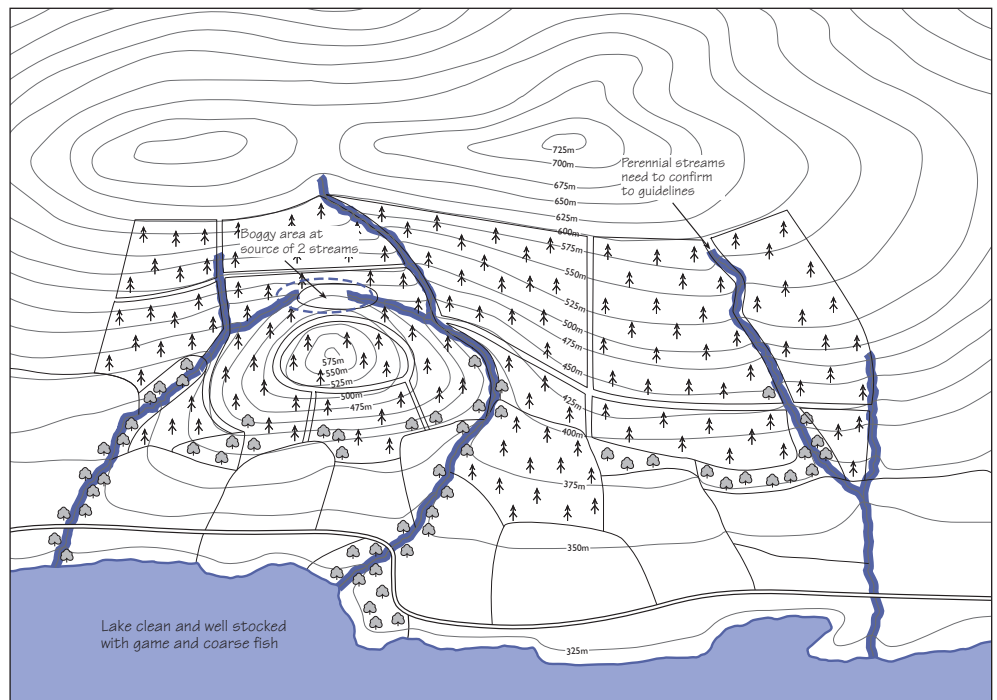 725m
700m
Perennial streams
need to confirm
to guidelines
675m
650m
625m
600m
575m
Boggy area at
source of 2 streams
550m
525m
500m
475m
450m
425m
400m
375m
350m
325m
575m
550m
525m
500m
475m
Lake clean and well stocked
with game and coarse fish